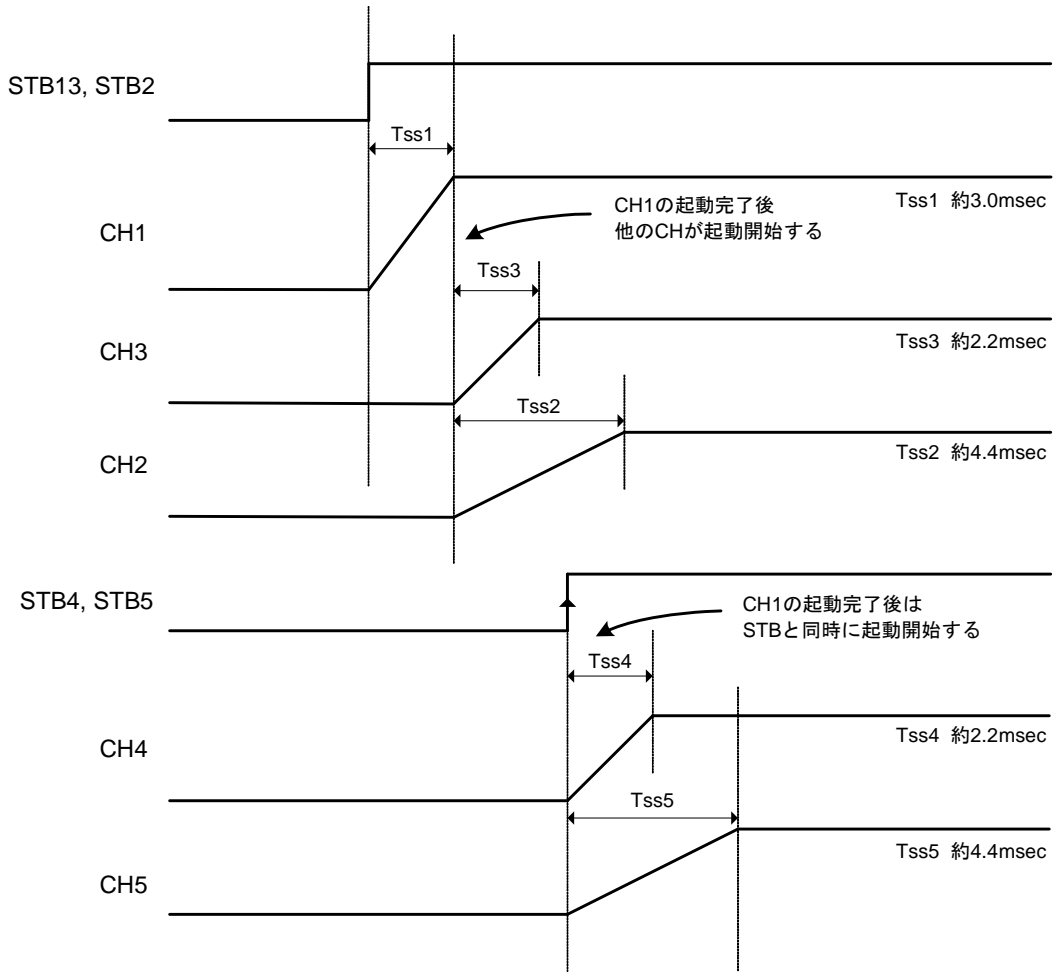 STB13, STB2
Tss1
CH1
Tss1 約3.0msec
CH1の起動完了後
他のCHが起動開始する
Tss3
CH3
Tss3 約2.2msec
Tss2
CH2
Tss2 約4.4msec
STB4, STB5
CH1の起動完了後は
STBと同時に起動開始する
Tss4
CH4
Tss4 約2.2msec
Tss5
CH5
Tss5 約4.4msec